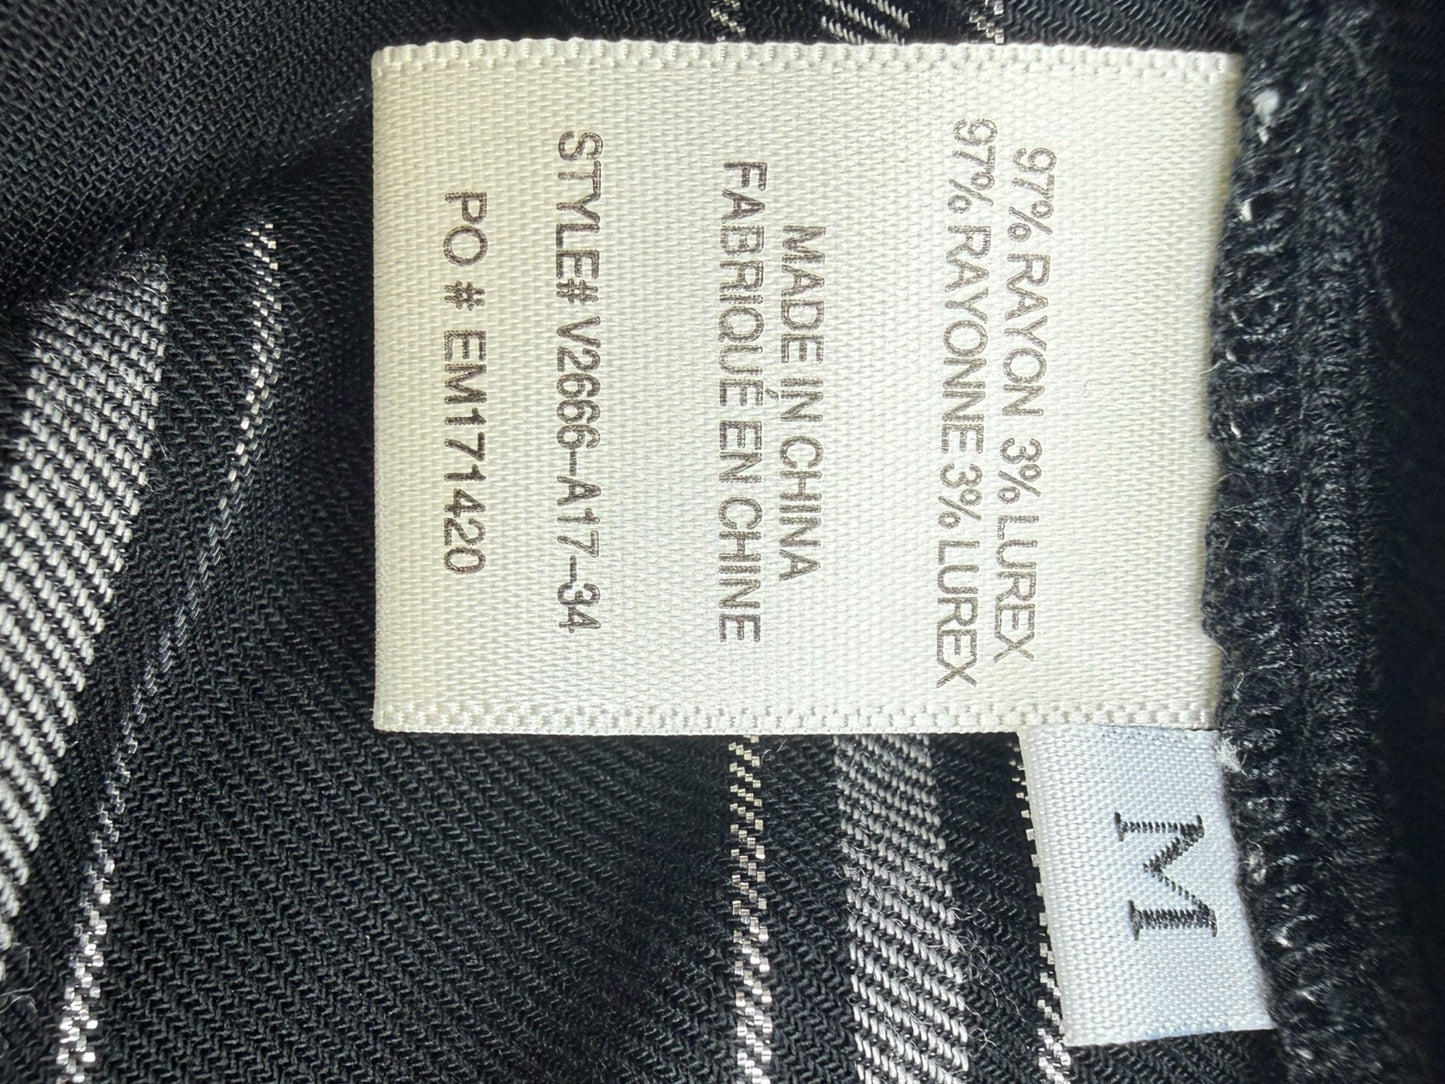 97% RAYON 3% LUREX
97% RAYONNE 3% LUREX
MADE IN CHINA
FABRIQUÉ EN CHINE
STYLE# V2666-A17-34
PO # EM171420
M